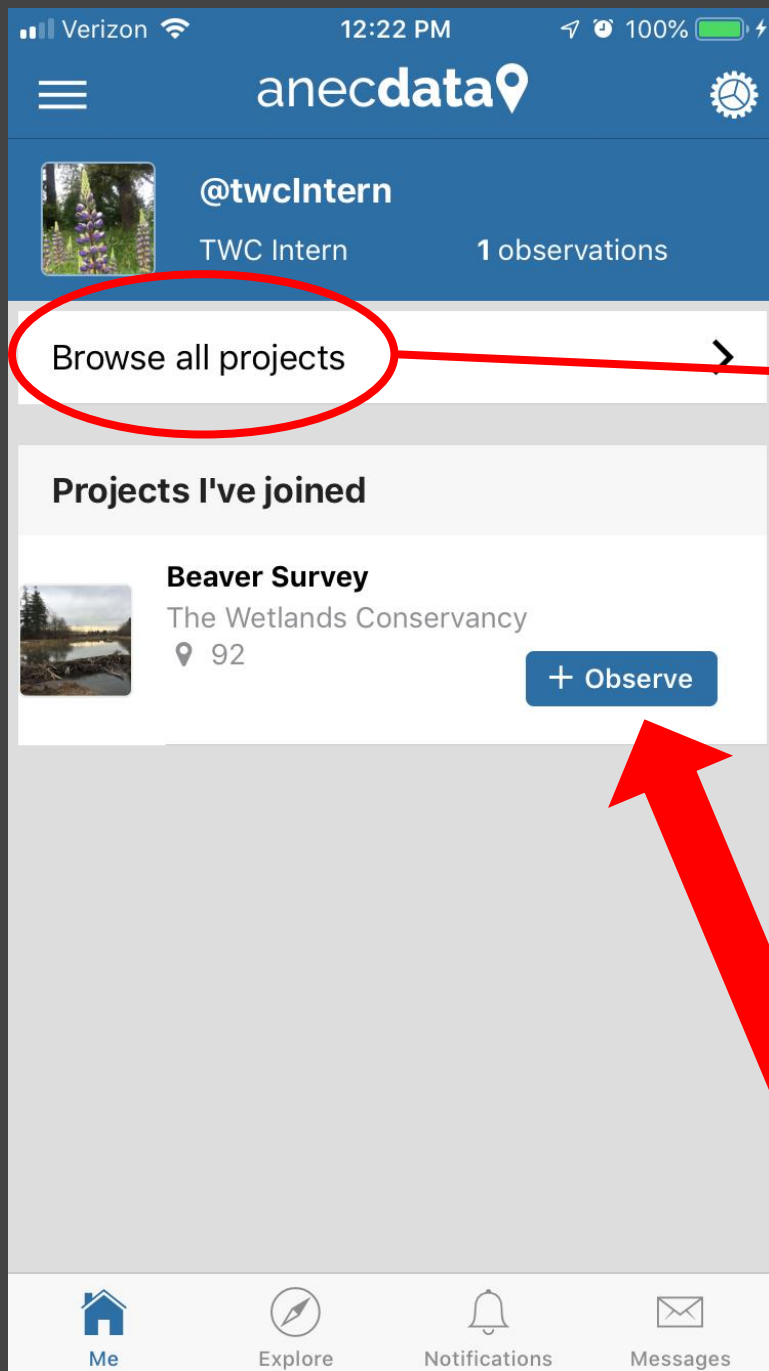 Verizon 12:22 PM 100%
anecdata
@twcIntern
TWC Intern 1 observations
Browse all projects
Projects I've joined
Beaver Survey
The Wetlands Conservancy
92
+ Observe
Me Explore Notifications Messages